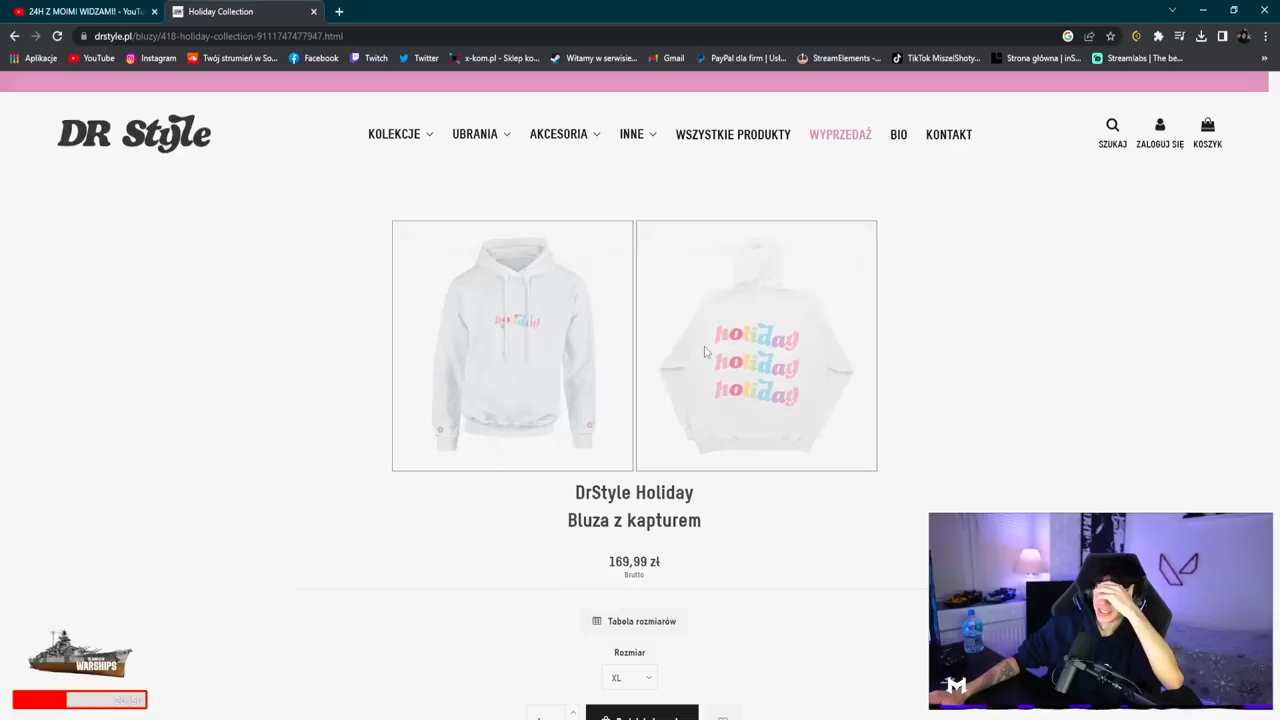 24H Z MOIMI WIDZAMI! - YouTu
Holiday Collection
drstyle.pl/bluzy/418-holiday-collection-9111747477947.html
Aplikacje
YouTube
Instagram
Twój strumień w So...
Facebook
Twitch
Twitter
x-kom.pl - Sklep ko...
Witamy w serwisie...
Gmail
PayPal dla firm | Usł...
StreamElements -...
TikTok MiselShoty...
Strona główna | inS...
Streamlabs | The be...
DR Style
KOLEKCJE
UBRANIA
AKCESORIA
INNE
WSZYSTKIE PRODUKTY
WYPRZEDAŻ
BIO
KONTAKT
SZUKAJ
ZALOGUJ SIĘ
KOSZYK
holiday
holiday
holiday
holiday
DrStyle Holiday
Bluza z kapturem
169,99 zł
Brutto
Tabela rozmiarów
Rozmiar
XL
WARSHIPS